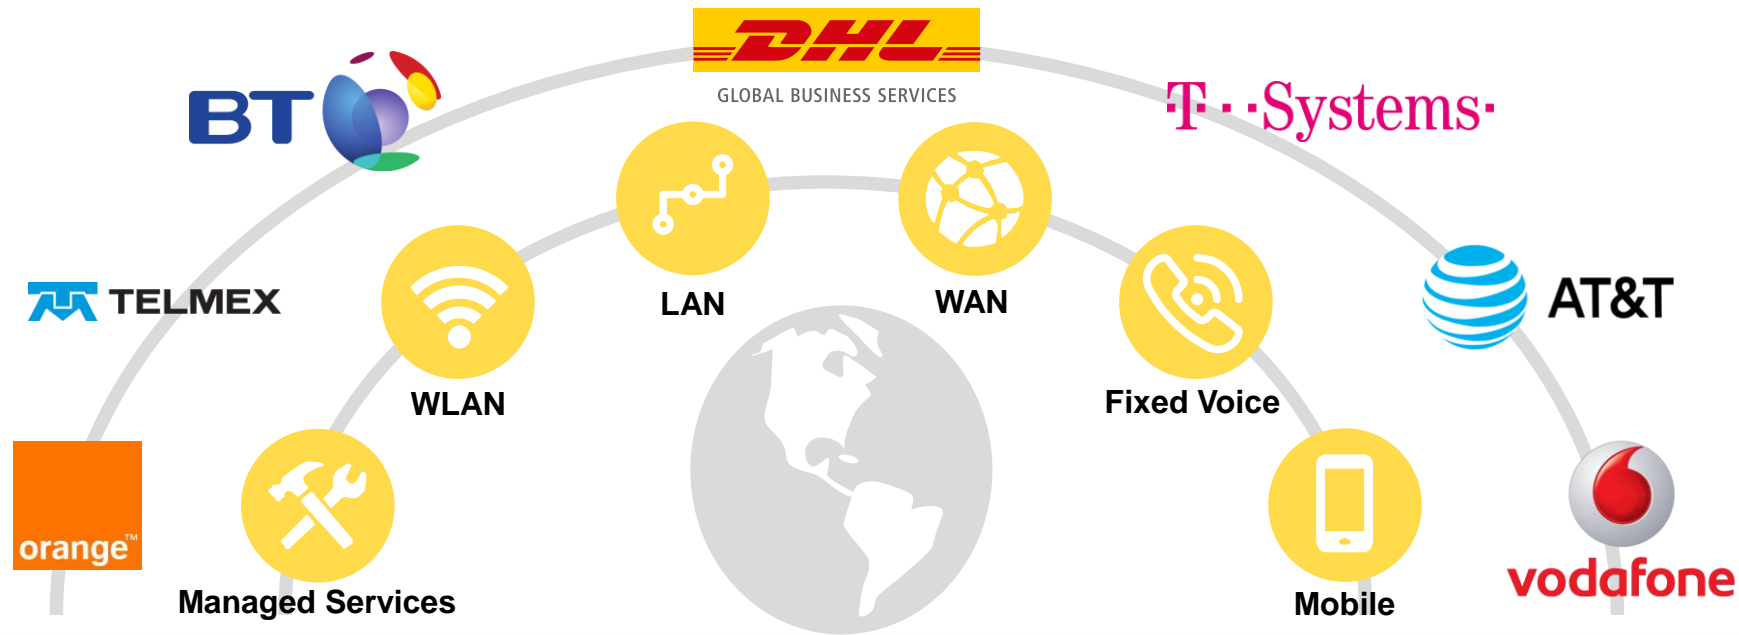 DHL
GLOBAL BUSINESS SERVICES
BT
T··Systems·
TELMEX
AT&T
LAN
WAN
WLAN
Fixed Voice
orange™
vodafone
Managed Services
Mobile